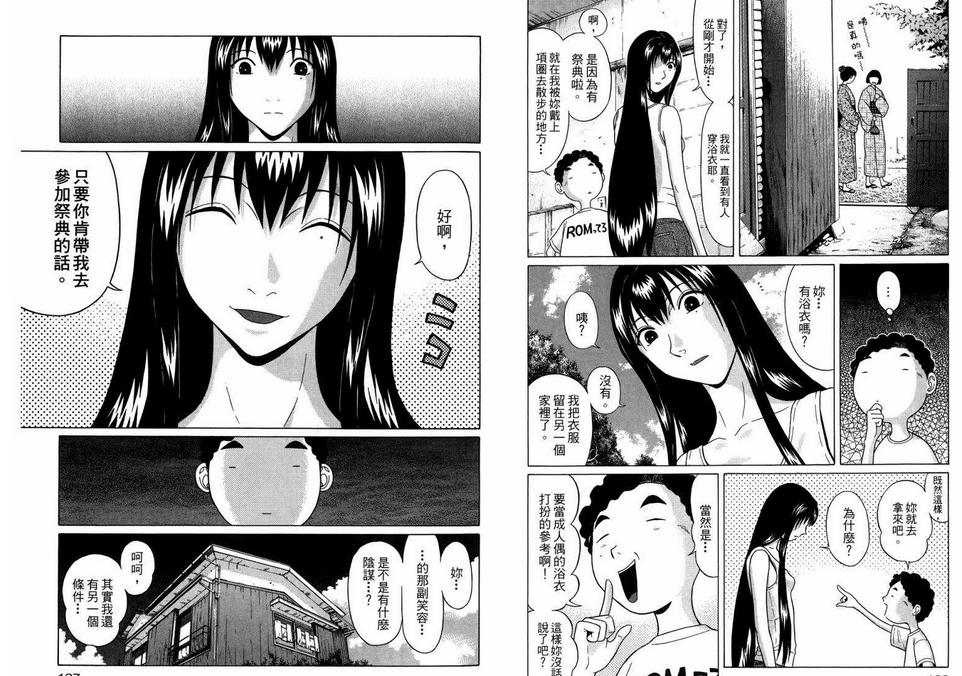 唷…
是真的嗎…
對了，
從剛才開始…
我就一直看到有人
穿浴衣耶。
啊，
是因為有
祭典啦。
就在我被妳戴上
項圈去散步的地方…
ROM
…?
妳…
有浴衣嗎？
咦？
沒有。
我把衣服
留在另一個
家裡了。
既然這樣，
妳就去
拿來吧。
為什麼？
當然是…
要當成人偶的浴衣
打扮的參考啊！
這樣妳沒話
說了吧？
ROM
好啊，
只要你肯帶我去
參加祭典的話。
妳…
…的那副笑容…
是不是有什麼
陰謀…？
呵呵，
其實我還
有另一個
條件…